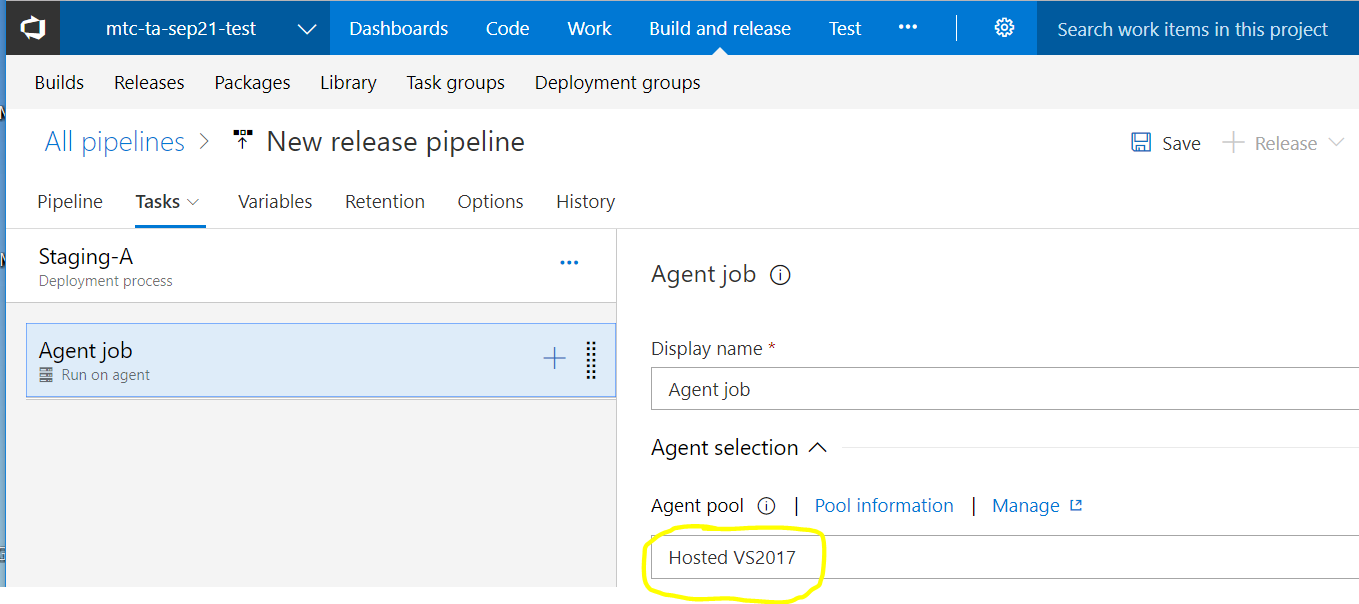 mtc-ta-sep21-test Dashboards Code Work Build and release Test ••• Search work items in this project
Builds Releases Packages Library Task groups Deployment groups
All pipelines > New release pipeline Save + Release
Pipeline Tasks Variables Retention Options History
Staging-A •••
Deployment process
Agent job
Run on agent
Agent job
Display name *
Agent job
Agent selection
Agent pool | Pool information | Manage
Hosted VS2017